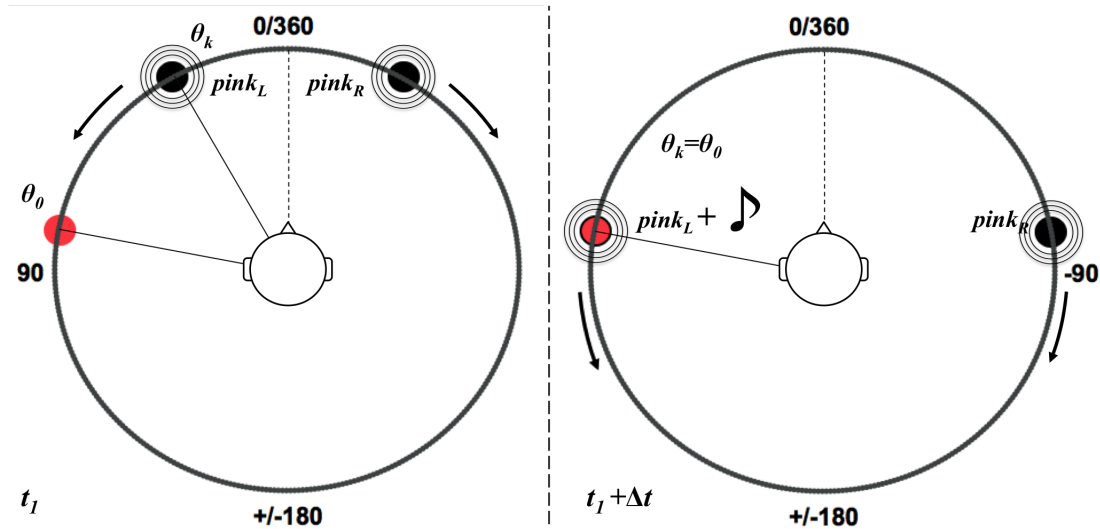 0/360
θk
pinkL
pinkR
θ0
90
t1
+/-180
0/360
θk=θ0
pinkL+
pinkR
-90
t1+Δt
+/-180